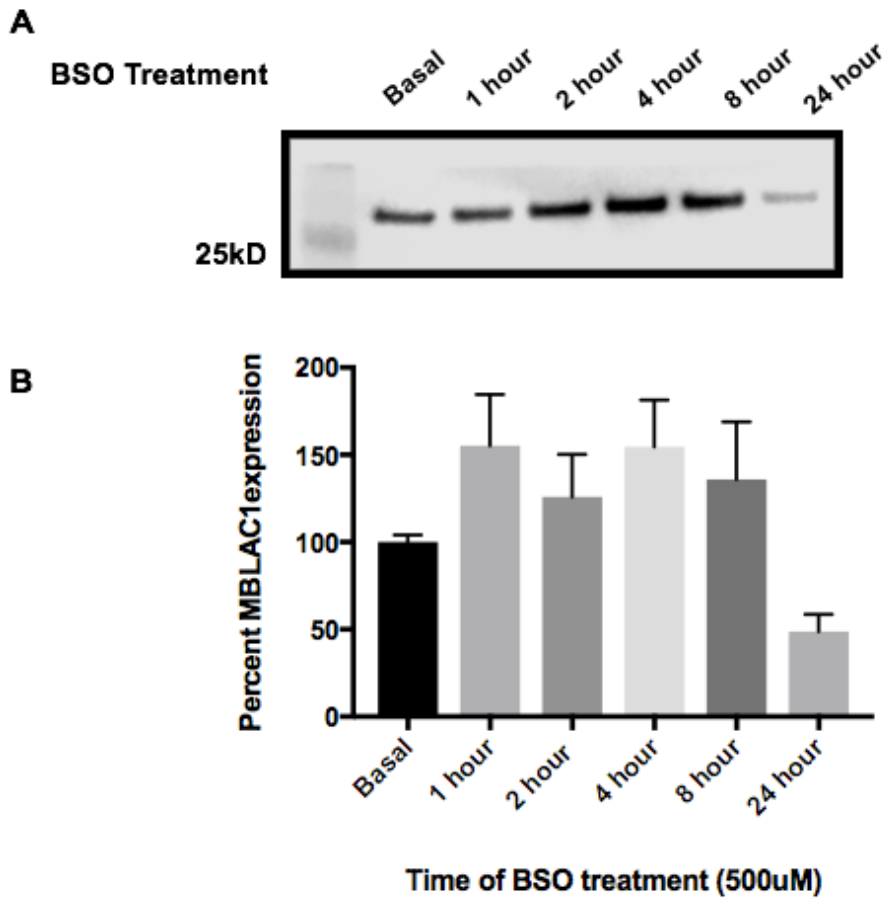 A
BSO Treatment
Basal
1 hour
2 hour
4 hour
8 hour
24 hour
25kD
B
Percent MBLAC1expression
200
150
100
50
0
Basal
1 hour
2 hour
4 hour
8 hour
24 hour
Time of BSO treatment (500uM)